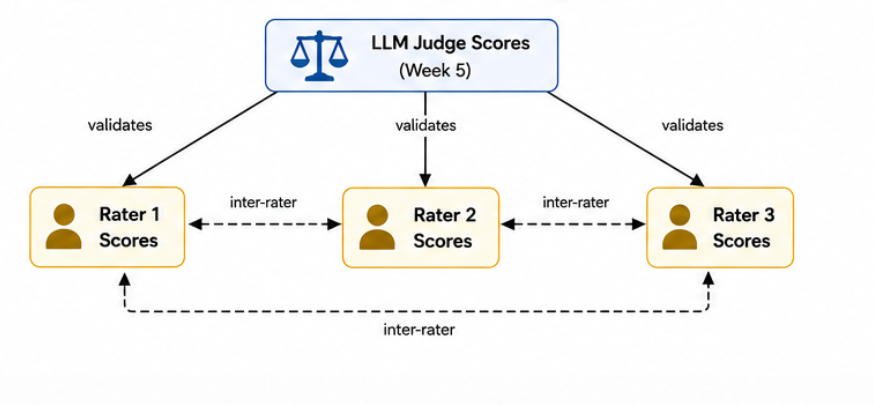 LLM Judge Scores
(Week 5)
validates
validates
validates
Rater 1
Scores
inter-rater
Rater 2
Scores
inter-rater
Rater 3
Scores
inter-rater